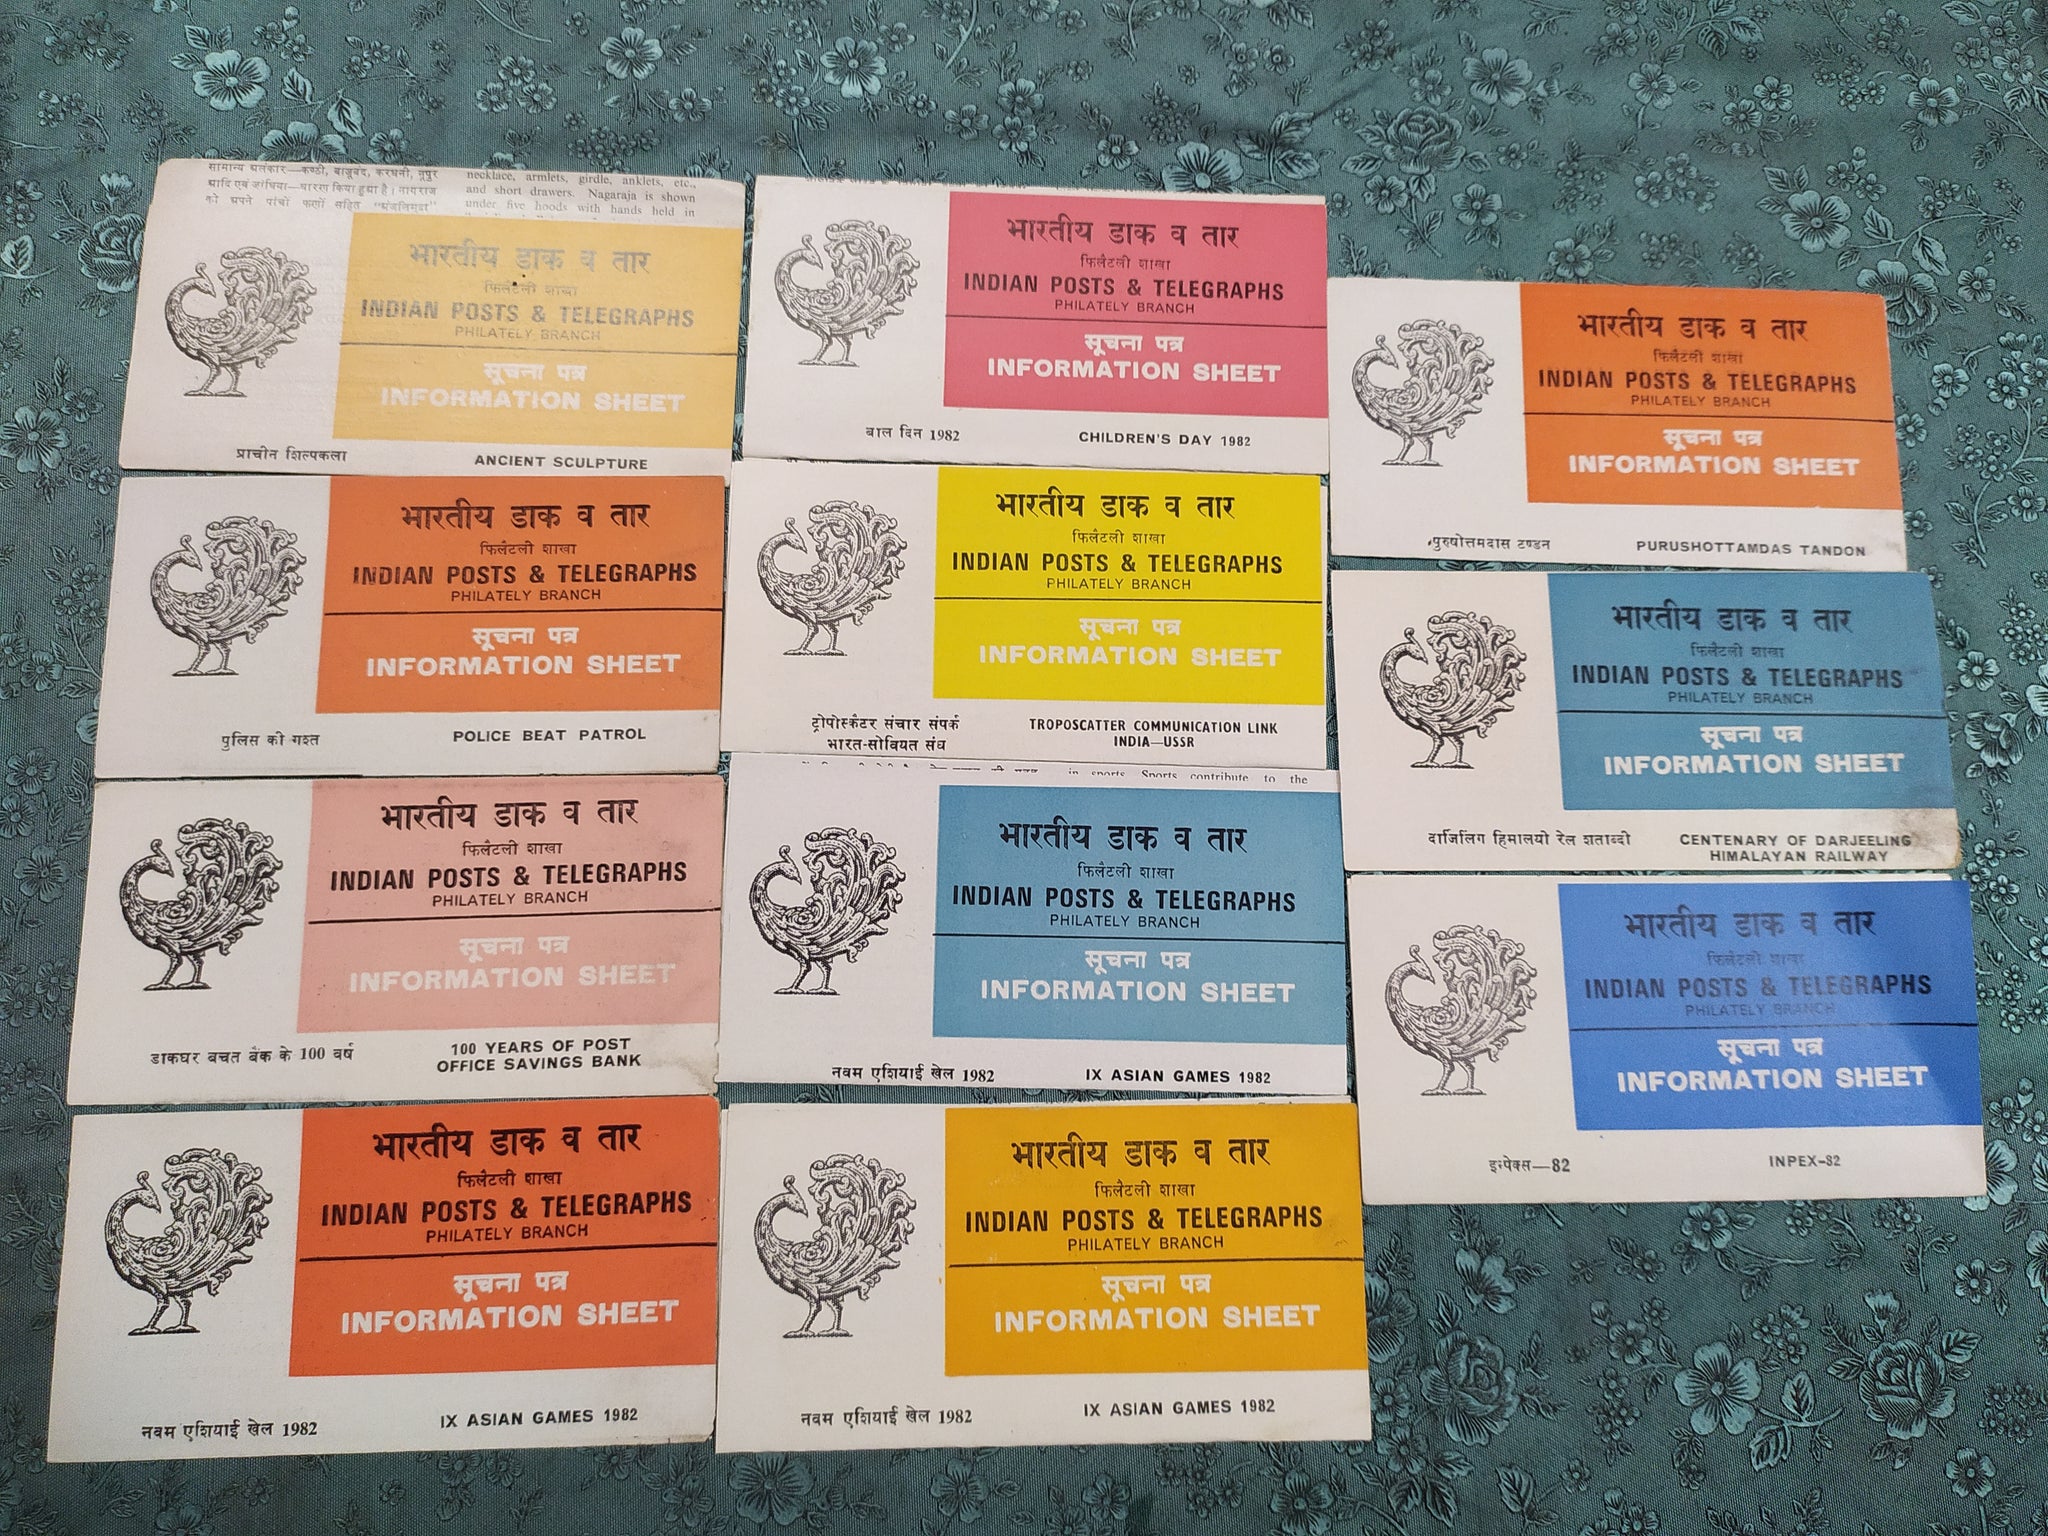 सामान्य अलंकार—कण्ठी, बाजूबंद, करधनी, नूपुर
आदि एवं जांघिया—धारण किया हुआ है। नागराज
को अपने पांचों फणों सहित
necklace, armlets, girdle, anklets, etc.,
and short drawers. Nagaraja is shown
under five hoods with hands held in
भारतीय डाक व तार
फिलैटली शाखा
INDIAN POSTS & TELEGRAPHS
PHILATELY BRANCH
सूचना पत्र
INFORMATION SHEET
प्राचीन शिल्पकला
ANCIENT SCULPTURE
भारतीय डाक व तार
फिलैटली शाखा
INDIAN POSTS & TELEGRAPHS
PHILATELY BRANCH
सूचना पत्र
INFORMATION SHEET
पुलिस की गश्त
POLICE BEAT PATROL
भारतीय डाक व तार
फिलैटली शाखा
INDIAN POSTS & TELEGRAPHS
PHILATELY BRANCH
सूचना पत्र
INFORMATION SHEET
डाकघर बचत बैंक के 100 वर्ष
100 YEARS OF POST
OFFICE SAVINGS BANK
भारतीय डाक व तार
फिलैटली शाखा
INDIAN POSTS & TELEGRAPHS
PHILATELY BRANCH
सूचना पत्र
INFORMATION SHEET
नवम एशियाई खेल 1982
IX ASIAN GAMES 1982
भारतीय डाक व तार
फिलैटली शाखा
INDIAN POSTS & TELEGRAPHS
PHILATELY BRANCH
सूचना पत्र
INFORMATION SHEET
बाल दिन 1982
CHILDREN'S DAY 1982
भारतीय डाक व तार
फिलैटली शाखा
INDIAN POSTS & TELEGRAPHS
PHILATELY BRANCH
सूचना पत्र
INFORMATION SHEET
ट्रोपोस्कैटर संचार संपर्क
भारत-सोवियत संघ
TROPOSCATTER COMMUNICATION LINK
INDIA—USSR
in sports. Sports contribute to the
भारतीय डाक व तार
फिलैटली शाखा
INDIAN POSTS & TELEGRAPHS
PHILATELY BRANCH
सूचना पत्र
INFORMATION SHEET
नवम एशियाई खेल 1982
IX ASIAN GAMES 1982
भारतीय डाक व तार
फिलैटली शाखा
INDIAN POSTS & TELEGRAPHS
PHILATELY BRANCH
सूचना पत्र
INFORMATION SHEET
नवम एशियाई खेल 1982
IX ASIAN GAMES 1982
भारतीय डाक व तार
फिलैटली शाखा
INDIAN POSTS & TELEGRAPHS
PHILATELY BRANCH
सूचना पत्र
INFORMATION SHEET
पुरुषोत्तमदास टण्डन
PURUSHOTTAMDAS TANDON
भारतीय डाक व तार
फिलैटली शाखा
INDIAN POSTS & TELEGRAPHS
PHILATELY BRANCH
सूचना पत्र
INFORMATION SHEET
दार्जिलिंग हिमालयी रेल शताब्दी
CENTENARY OF DARJEELING
HIMALAYAN RAILWAY
भारतीय डाक व तार
फिलैटली शाखा
INDIAN POSTS & TELEGRAPHS
PHILATELY BRANCH
सूचना पत्र
INFORMATION SHEET
इन्पेक्स—82
INPEX-82